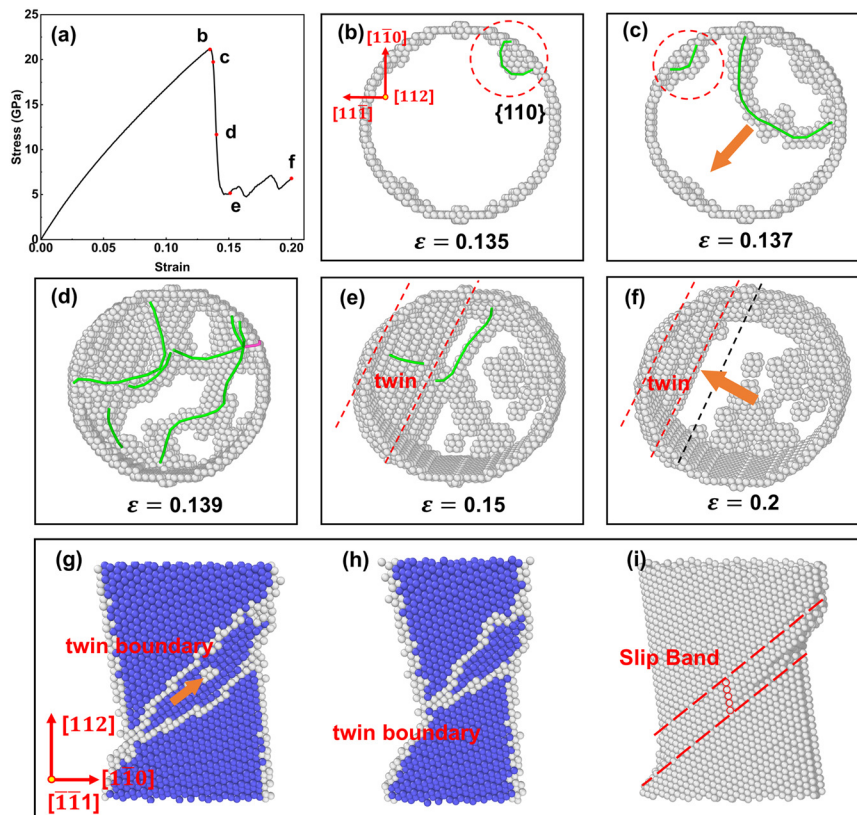 (a)
Stress (GPa)
25
20
15
10
5
0
0.00 0.05 0.10 0.15 0.20
Strain
b
c
d
e
f
(b)
[11̄0]
[112]
[111̄]
{110}
ε = 0.135
(c)
ε = 0.137
(d)
ε = 0.139
(e)
twin
ε = 0.15
(f)
twin
ε = 0.2
(g)
twin boundary
[112]
[11̄0]
[1̄1̄1]
(h)
twin boundary
(i)
Slip Band